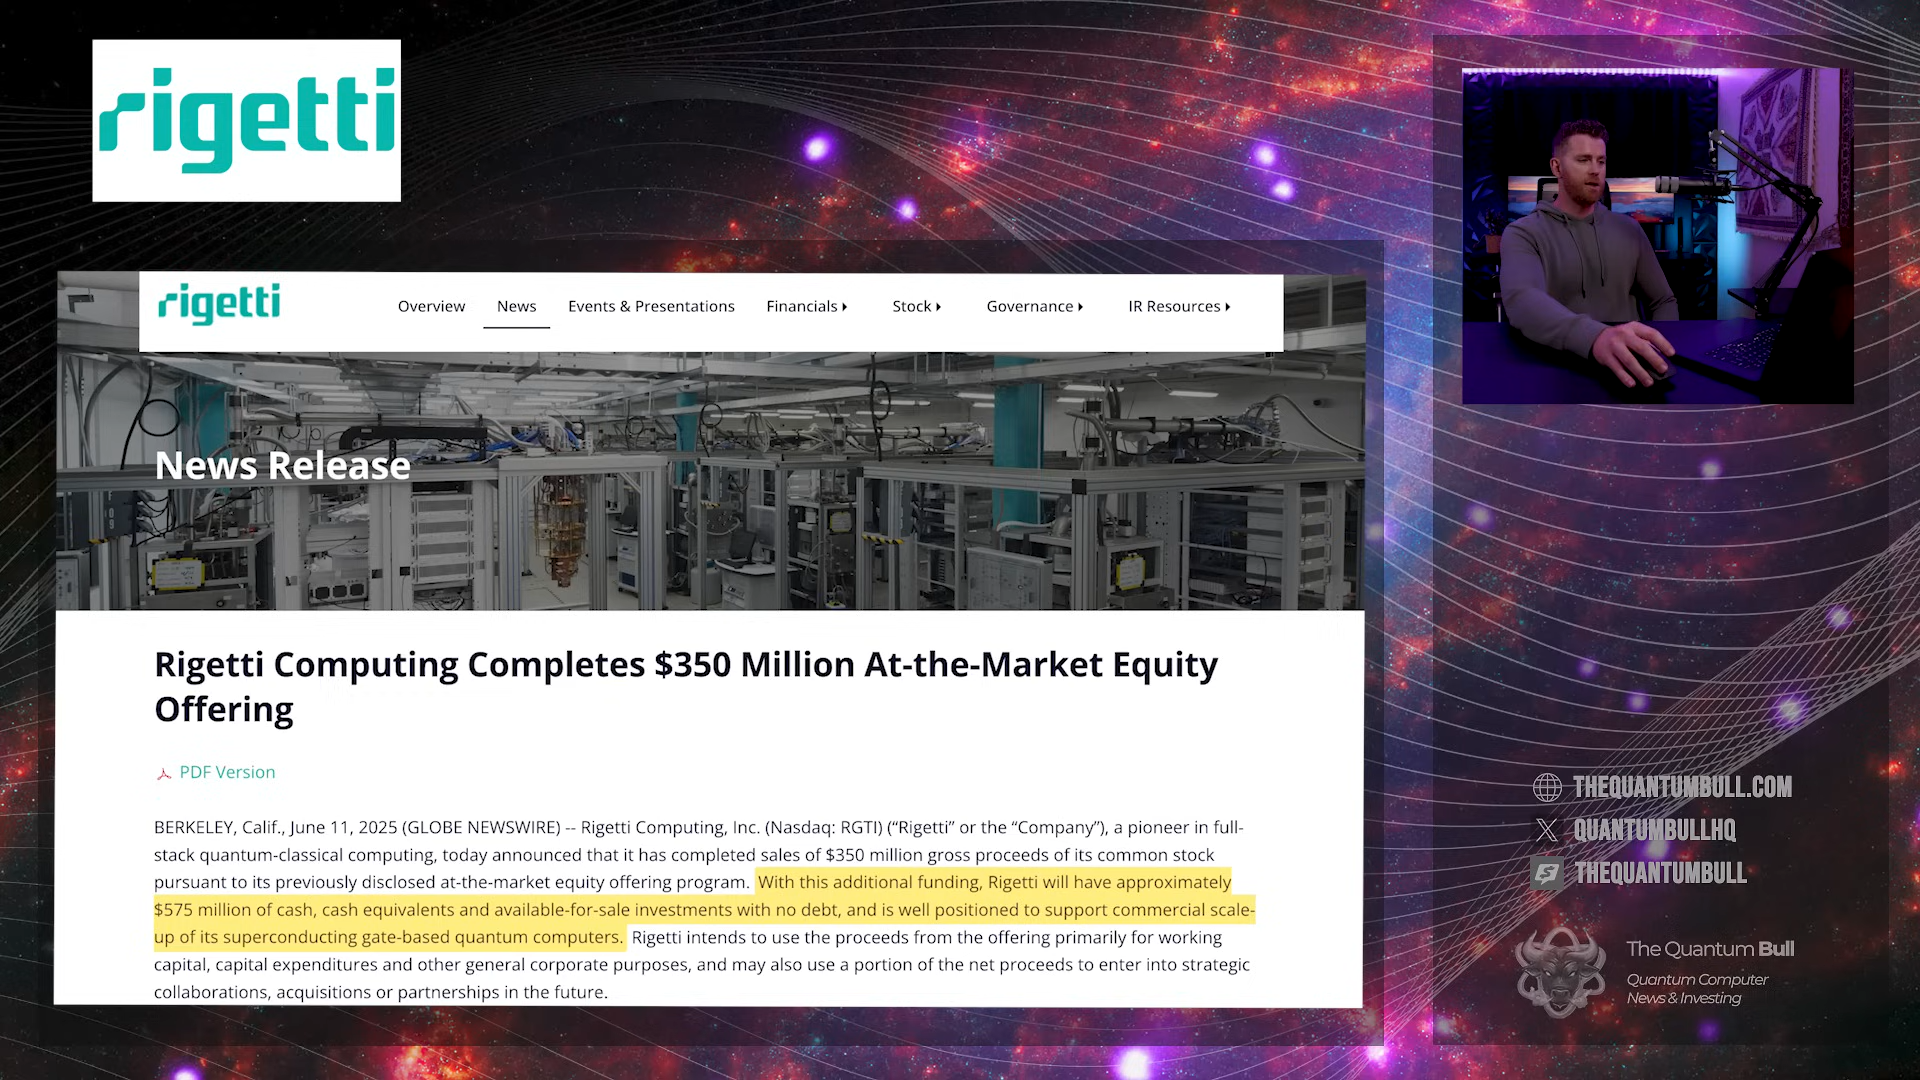 rigetti
rigetti
Overview News Events & Presentations Financials Stock Governance IR Resources
News Release
Rigetti Computing Completes $350 Million At-the-Market Equity
Offering
PDF Version
BERKELEY, Calif., June 11, 2025 (GLOBE NEWSWIRE) -- Rigetti Computing, Inc. (Nasdaq: RGTI) (“Rigetti” or the “Company”), a pioneer in full-
stack quantum-classical computing, today announced that it has completed sales of $350 million gross proceeds of its common stock
pursuant to its previously disclosed at-the-market equity offering program. With this additional funding, Rigetti will have approximately
$575 million of cash, cash equivalents and available-for-sale investments with no debt, and is well positioned to support commercial scale-
up of its superconducting gate-based quantum computers. Rigetti intends to use the proceeds from the offering primarily for working
capital, capital expenditures and other general corporate purposes, and may also use a portion of the net proceeds to enter into strategic
collaborations, acquisitions or partnerships in the future.
THEQUANTUMBULL.COM
QUANTUMBULLHQ
THEQUANTUMBULL
The Quantum Bull
Quantum Computer
News & Investing